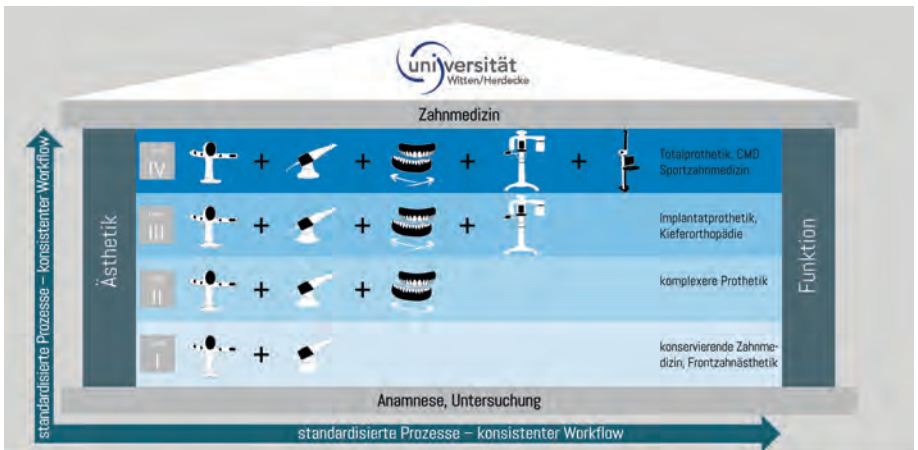 universität
Witten/Herdecke
Zahnmedizin
standardisierte Prozesse – konsistenter Workflow
Ästhetik
IV
Totalprothetik, CMD
Sportzahnmedizin
III
Implantatprothetik,
Kieferorthopädie
II
komplexere Prothetik
I
konservierende Zahnme-
dizin, Frontzahnästhetik
Funktion
Anamnese, Untersuchung
standardisierte Prozesse – konsistenter Workflow